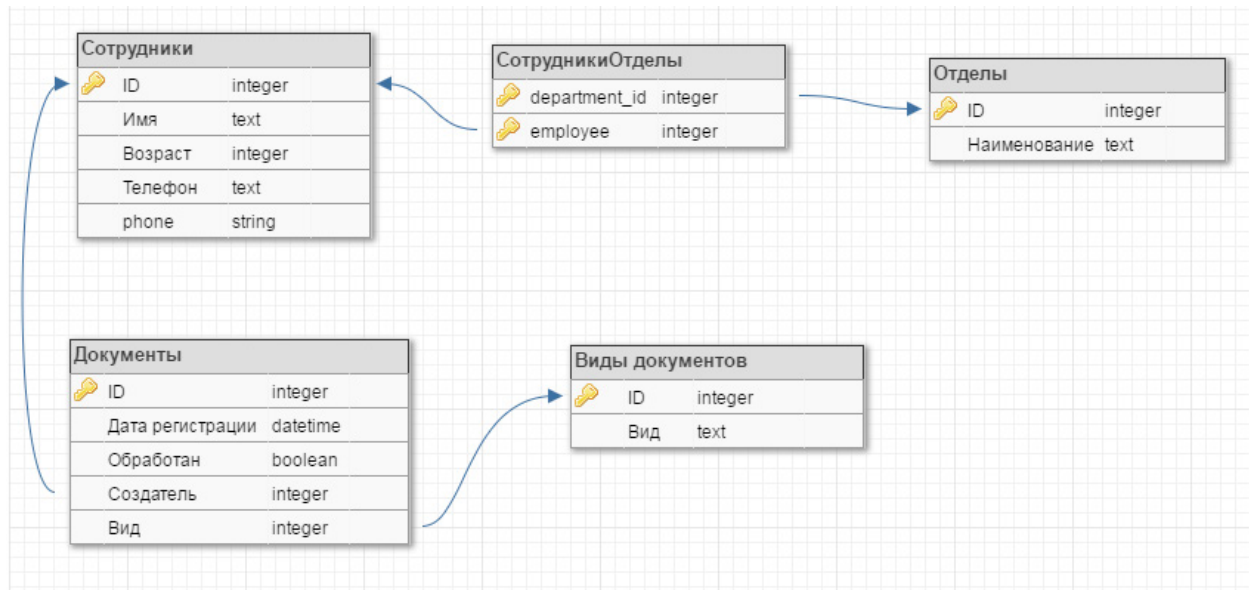 Сотрудники
ID integer
Имя text
Возраст integer
Телефон text
phone string
СотрудникиОтделы
department_id integer
employee integer
Отделы
ID integer
Наименование text
Документы
ID integer
Дата регистрации datetime
Обработан boolean
Создатель integer
Вид integer
Виды документов
ID integer
Вид text